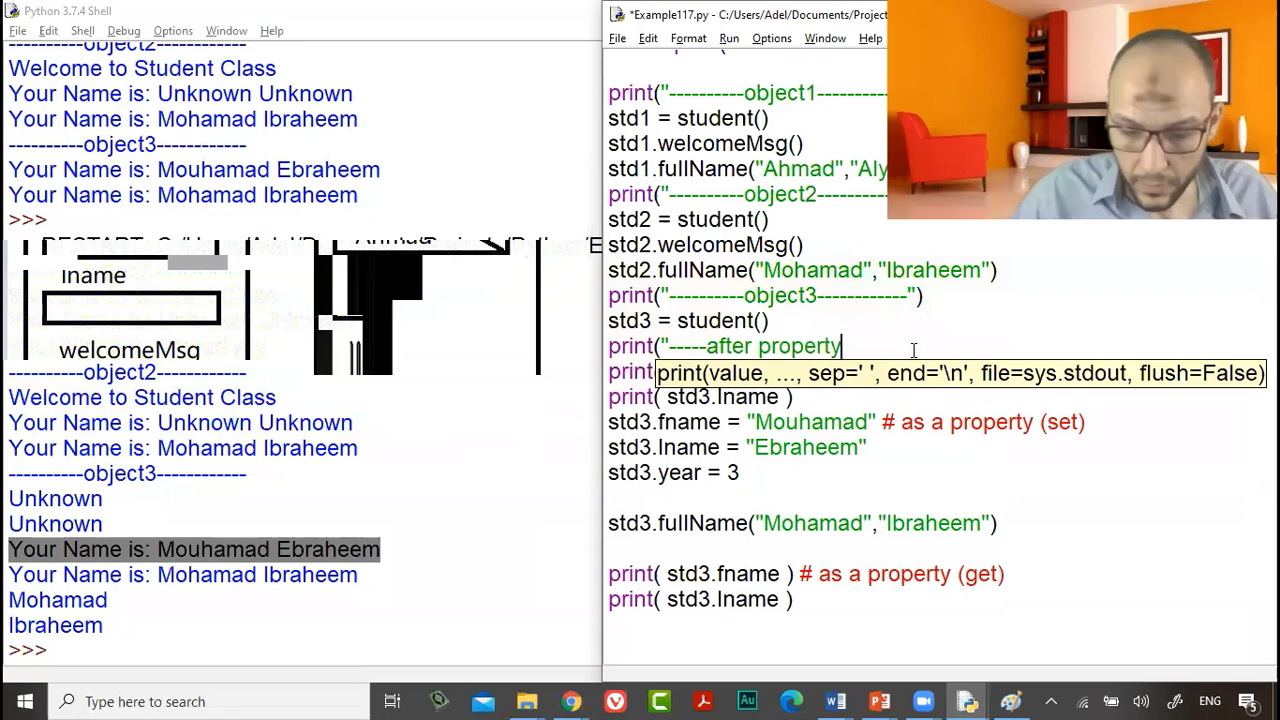 Python 3.7.4 Shell
File Edit Shell Debug Options Window Help
----------object2------------
Welcome to Student Class
Your Name is: Unknown Unknown
Your Name is: Mohamad Ibraheem
----------object3------------
Your Name is: Mouhamad Ebraheem
Your Name is: Mohamad Ibraheem
>>>
lname
welcomeMsg
----------object2------------
Welcome to Student Class
Your Name is: Unknown Unknown
Your Name is: Mohamad Ibraheem
----------object3------------
Unknown
Unknown
Your Name is: Mouhamad Ebraheem
Your Name is: Mohamad Ibraheem
Mohamad
Ibraheem
>>>
*Example117.py - C:/Users/Adel/Documents/Project
File Edit Format Run Options Window Help
print("----------object1---------
std1 = student()
std1.welcomeMsg()
std1.fullName("Ahmad","Aly
print("----------object2
std2 = student()
std2.welcomeMsg()
std2.fullName("Mohamad","Ibraheem")
print("----------object3------------")
std3 = student()
print("-----after property
print
print(value, ..., sep=' ', end='\n', file=sys.stdout, flush=False)
print( std3.lname )
std3.fname = "Mouhamad" # as a property (set)
std3.lname = "Ebraheem"
std3.year = 3
std3.fullName("Mohamad","Ibraheem")
print( std3.fname ) # as a property (get)
print( std3.lname )
Type here to search
ENG
5